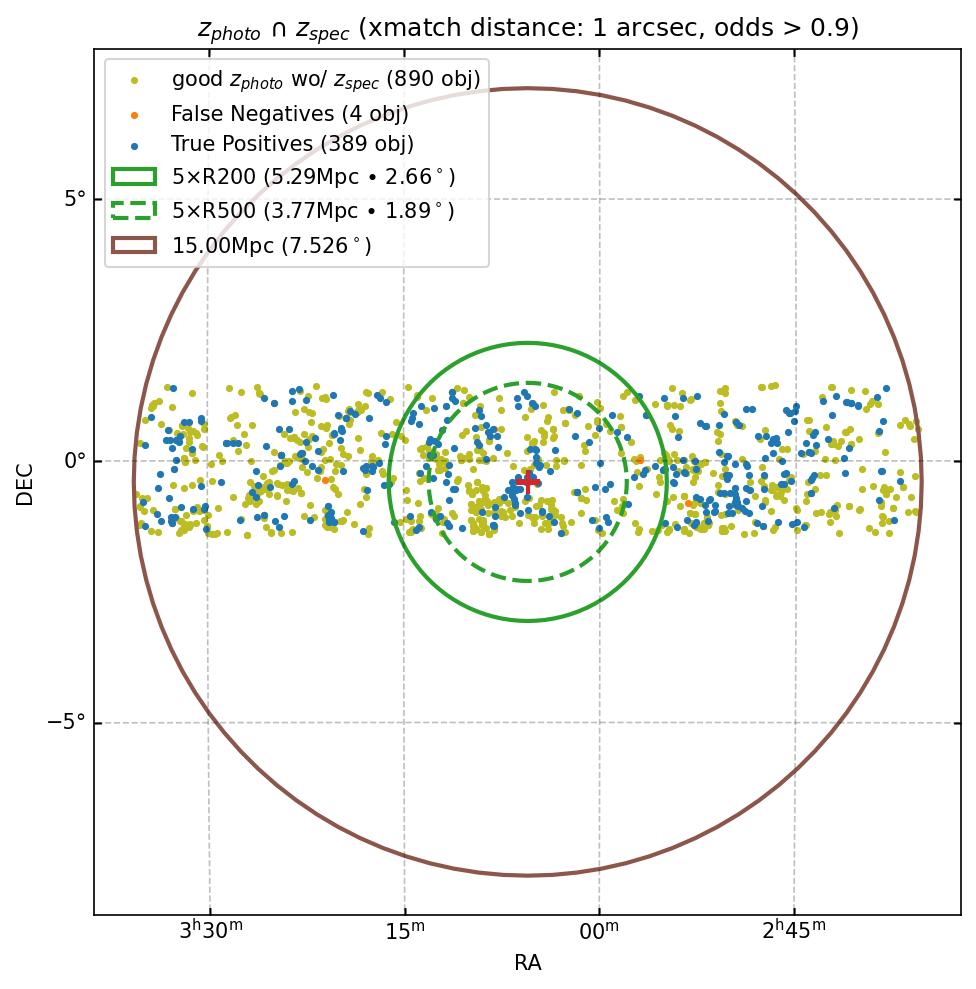 z_photo ∩ z_spec (xmatch distance: 1 arcsec, odds > 0.9)
good z_photo wo/ z_spec (890 obj)
False Negatives (4 obj)
True Positives (389 obj)
5×R200 (5.29Mpc • 2.66°)
5×R500 (3.77Mpc • 1.89°)
15.00Mpc (7.526°)
5°
0°
−5°
DEC
3ʰ30ᵐ
15ᵐ
00ᵐ
2ʰ45ᵐ
RA